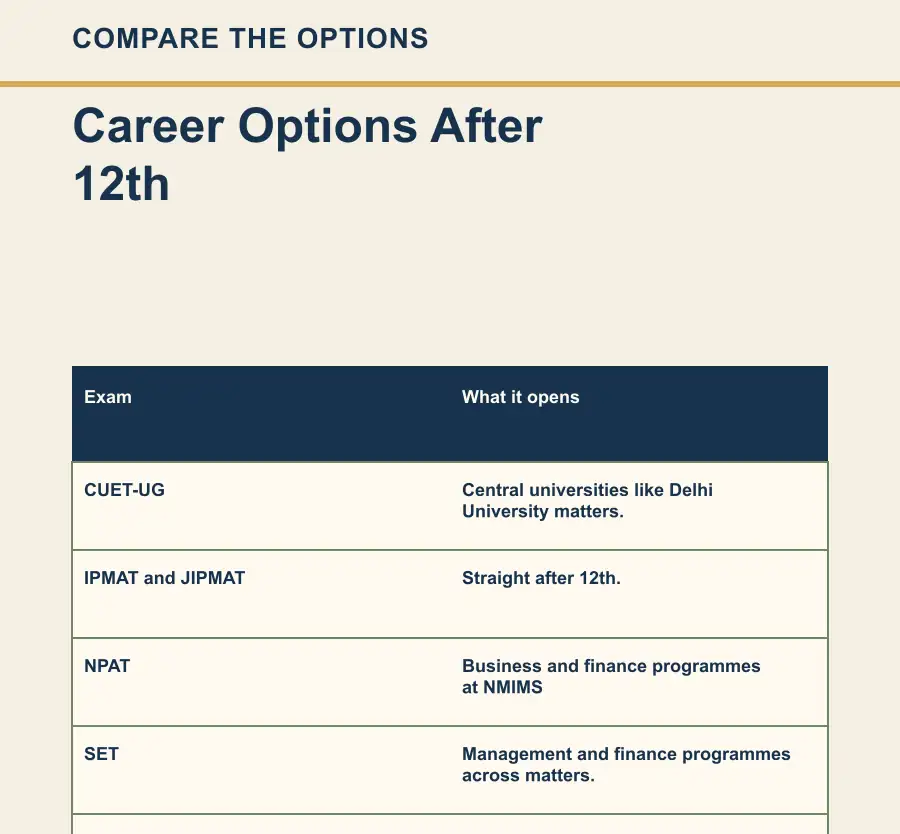 COMPARE THE OPTIONS
Career Options After
12th
Exam
What it opens
CUET-UG
Central universities like Delhi
University matters.
IPMAT and JIPMAT
Straight after 12th.
NPAT
Business and finance programmes
at NMIMS
SET
Management and finance programmes
across matters.